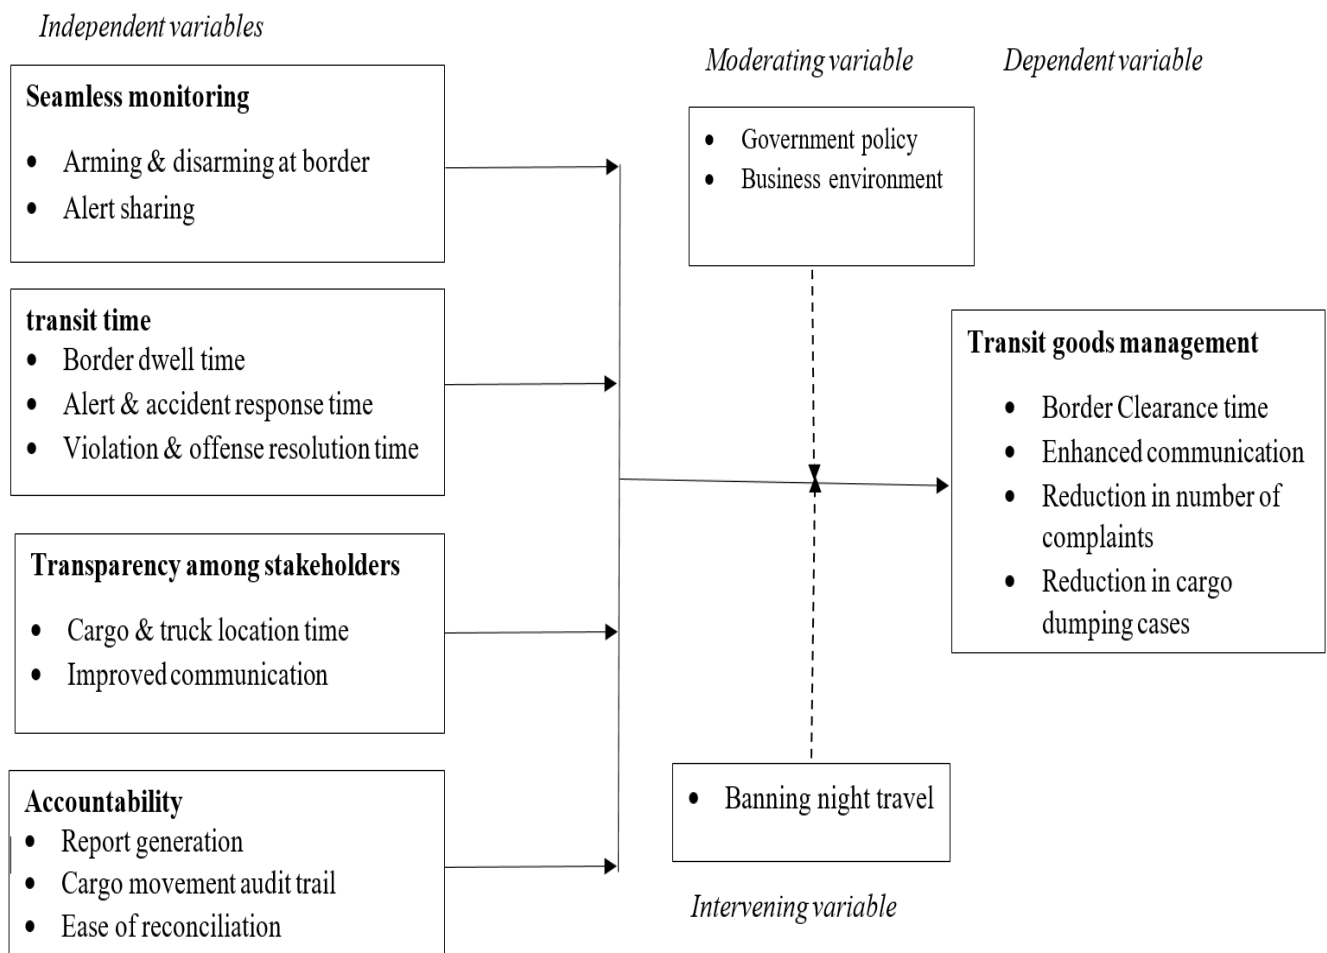 Independent variables
Seamless monitoring
• Arming & disarming at border
• Alert sharing
transit time
• Border dwell time
• Alert & accident response time
• Violation & offense resolution time
Transparency among stakeholders
• Cargo & truck location time
• Improved communication
Accountability
• Report generation
• Cargo movement audit trail
• Ease of reconciliation
Moderating variable
• Government policy
• Business environment
• Banning night travel
Intervening variable
Dependent variable
Transit goods management
• Border Clearance time
• Enhanced communication
• Reduction in number of
complaints
• Reduction in cargo
dumping cases